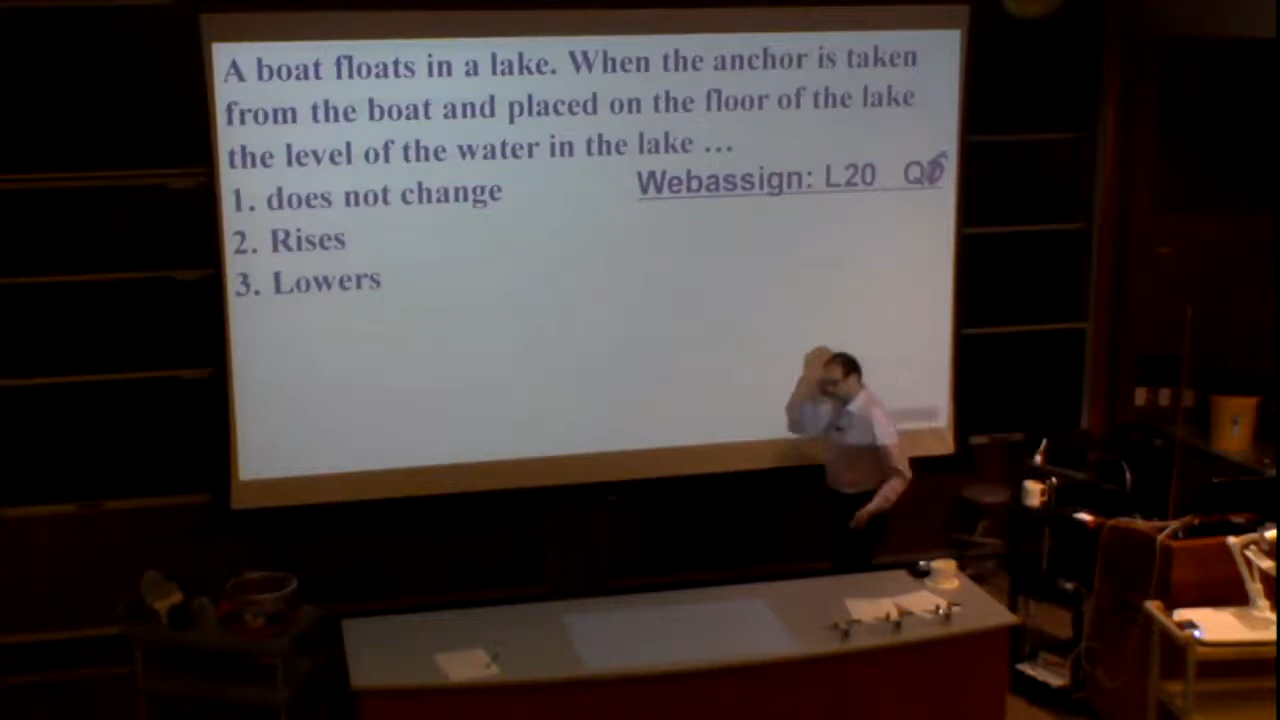 A boat floats in a lake. When the anchor is taken
from the boat and placed on the floor of the lake
the level of the water in the lake ...
1. does not change
Webassign: L20 Q6
2. Rises
3. Lowers